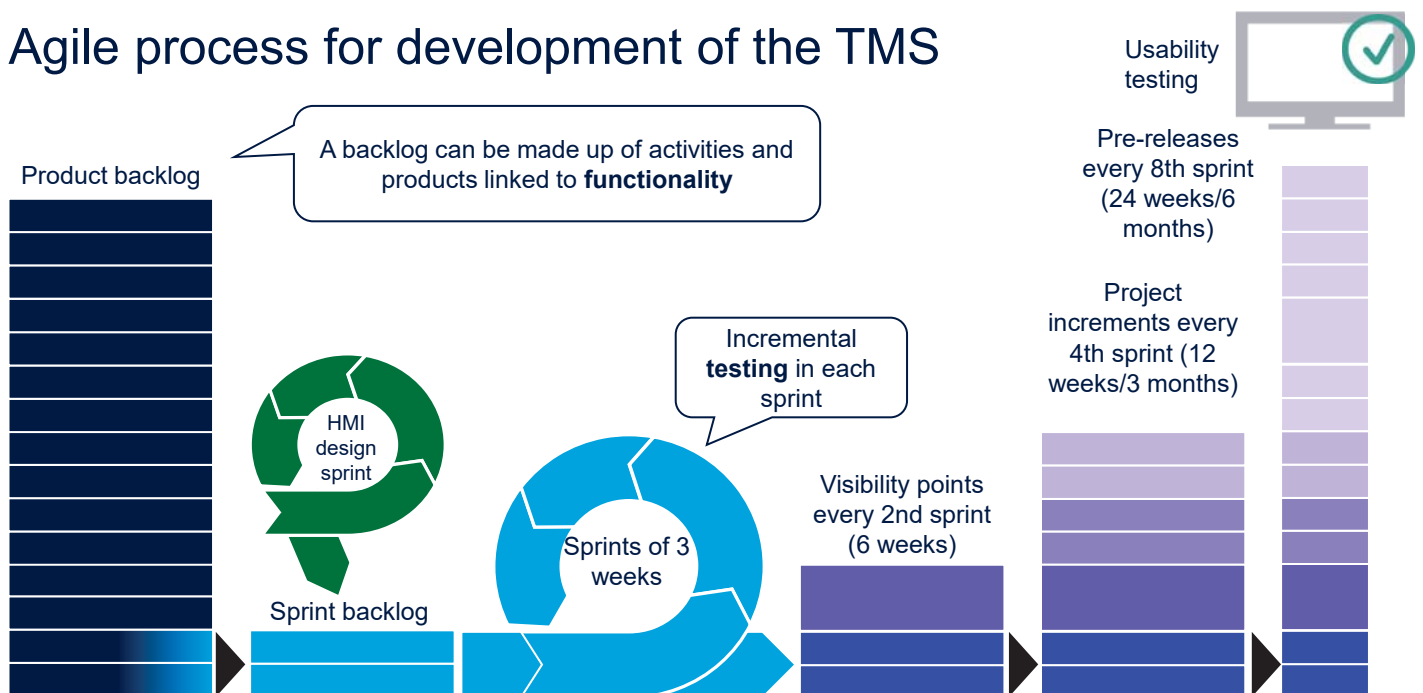 Agile process for development of the TMS
Usability
testing
A backlog can be made up of activities and
products linked to functionality
Product backlog
Pre-releases
every 8th sprint
(24 weeks/6
months)
Project
increments every
4th sprint (12
weeks/3 months)
Incremental
testing in each
sprint
HMI
design
sprint
Visibility points
every 2nd sprint
(6 weeks)
Sprints of 3
weeks
Sprint backlog